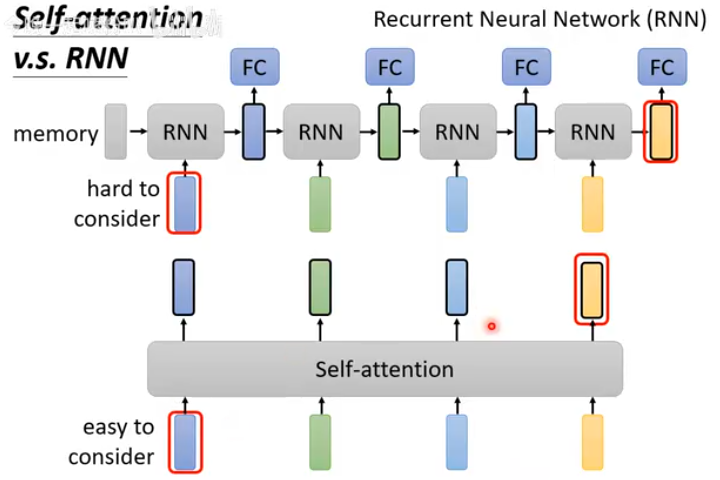 Self-attention
v.s. RNN
Recurrent Neural Network (RNN)
FC
FC
FC
FC
memory
RNN
RNN
RNN
RNN
hard to
consider
Self-attention
easy to
consider